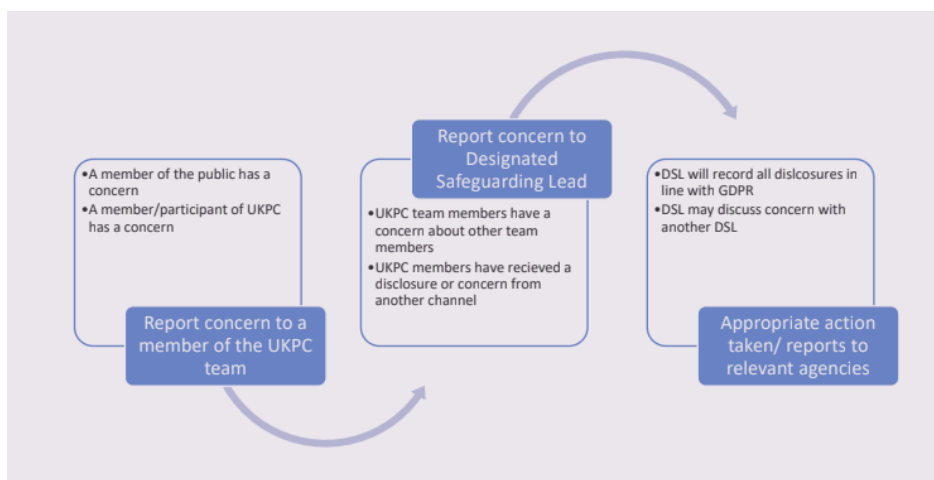 •A member of the public has a
concern
•A member/participant of UKPC
has a concern
Report concern to a
member of the UKPC
team
Report concern to
Designated
Safeguarding Lead
•UKPC team members have a
concern about other team
members
•UKPC members have recieved a
disclosure or concern from
another channel
•DSL will record all dislcosures in
line with GDPR
•DSL may discuss concern with
another DSL
Appropriate action
taken/ reports to
relevant agencies